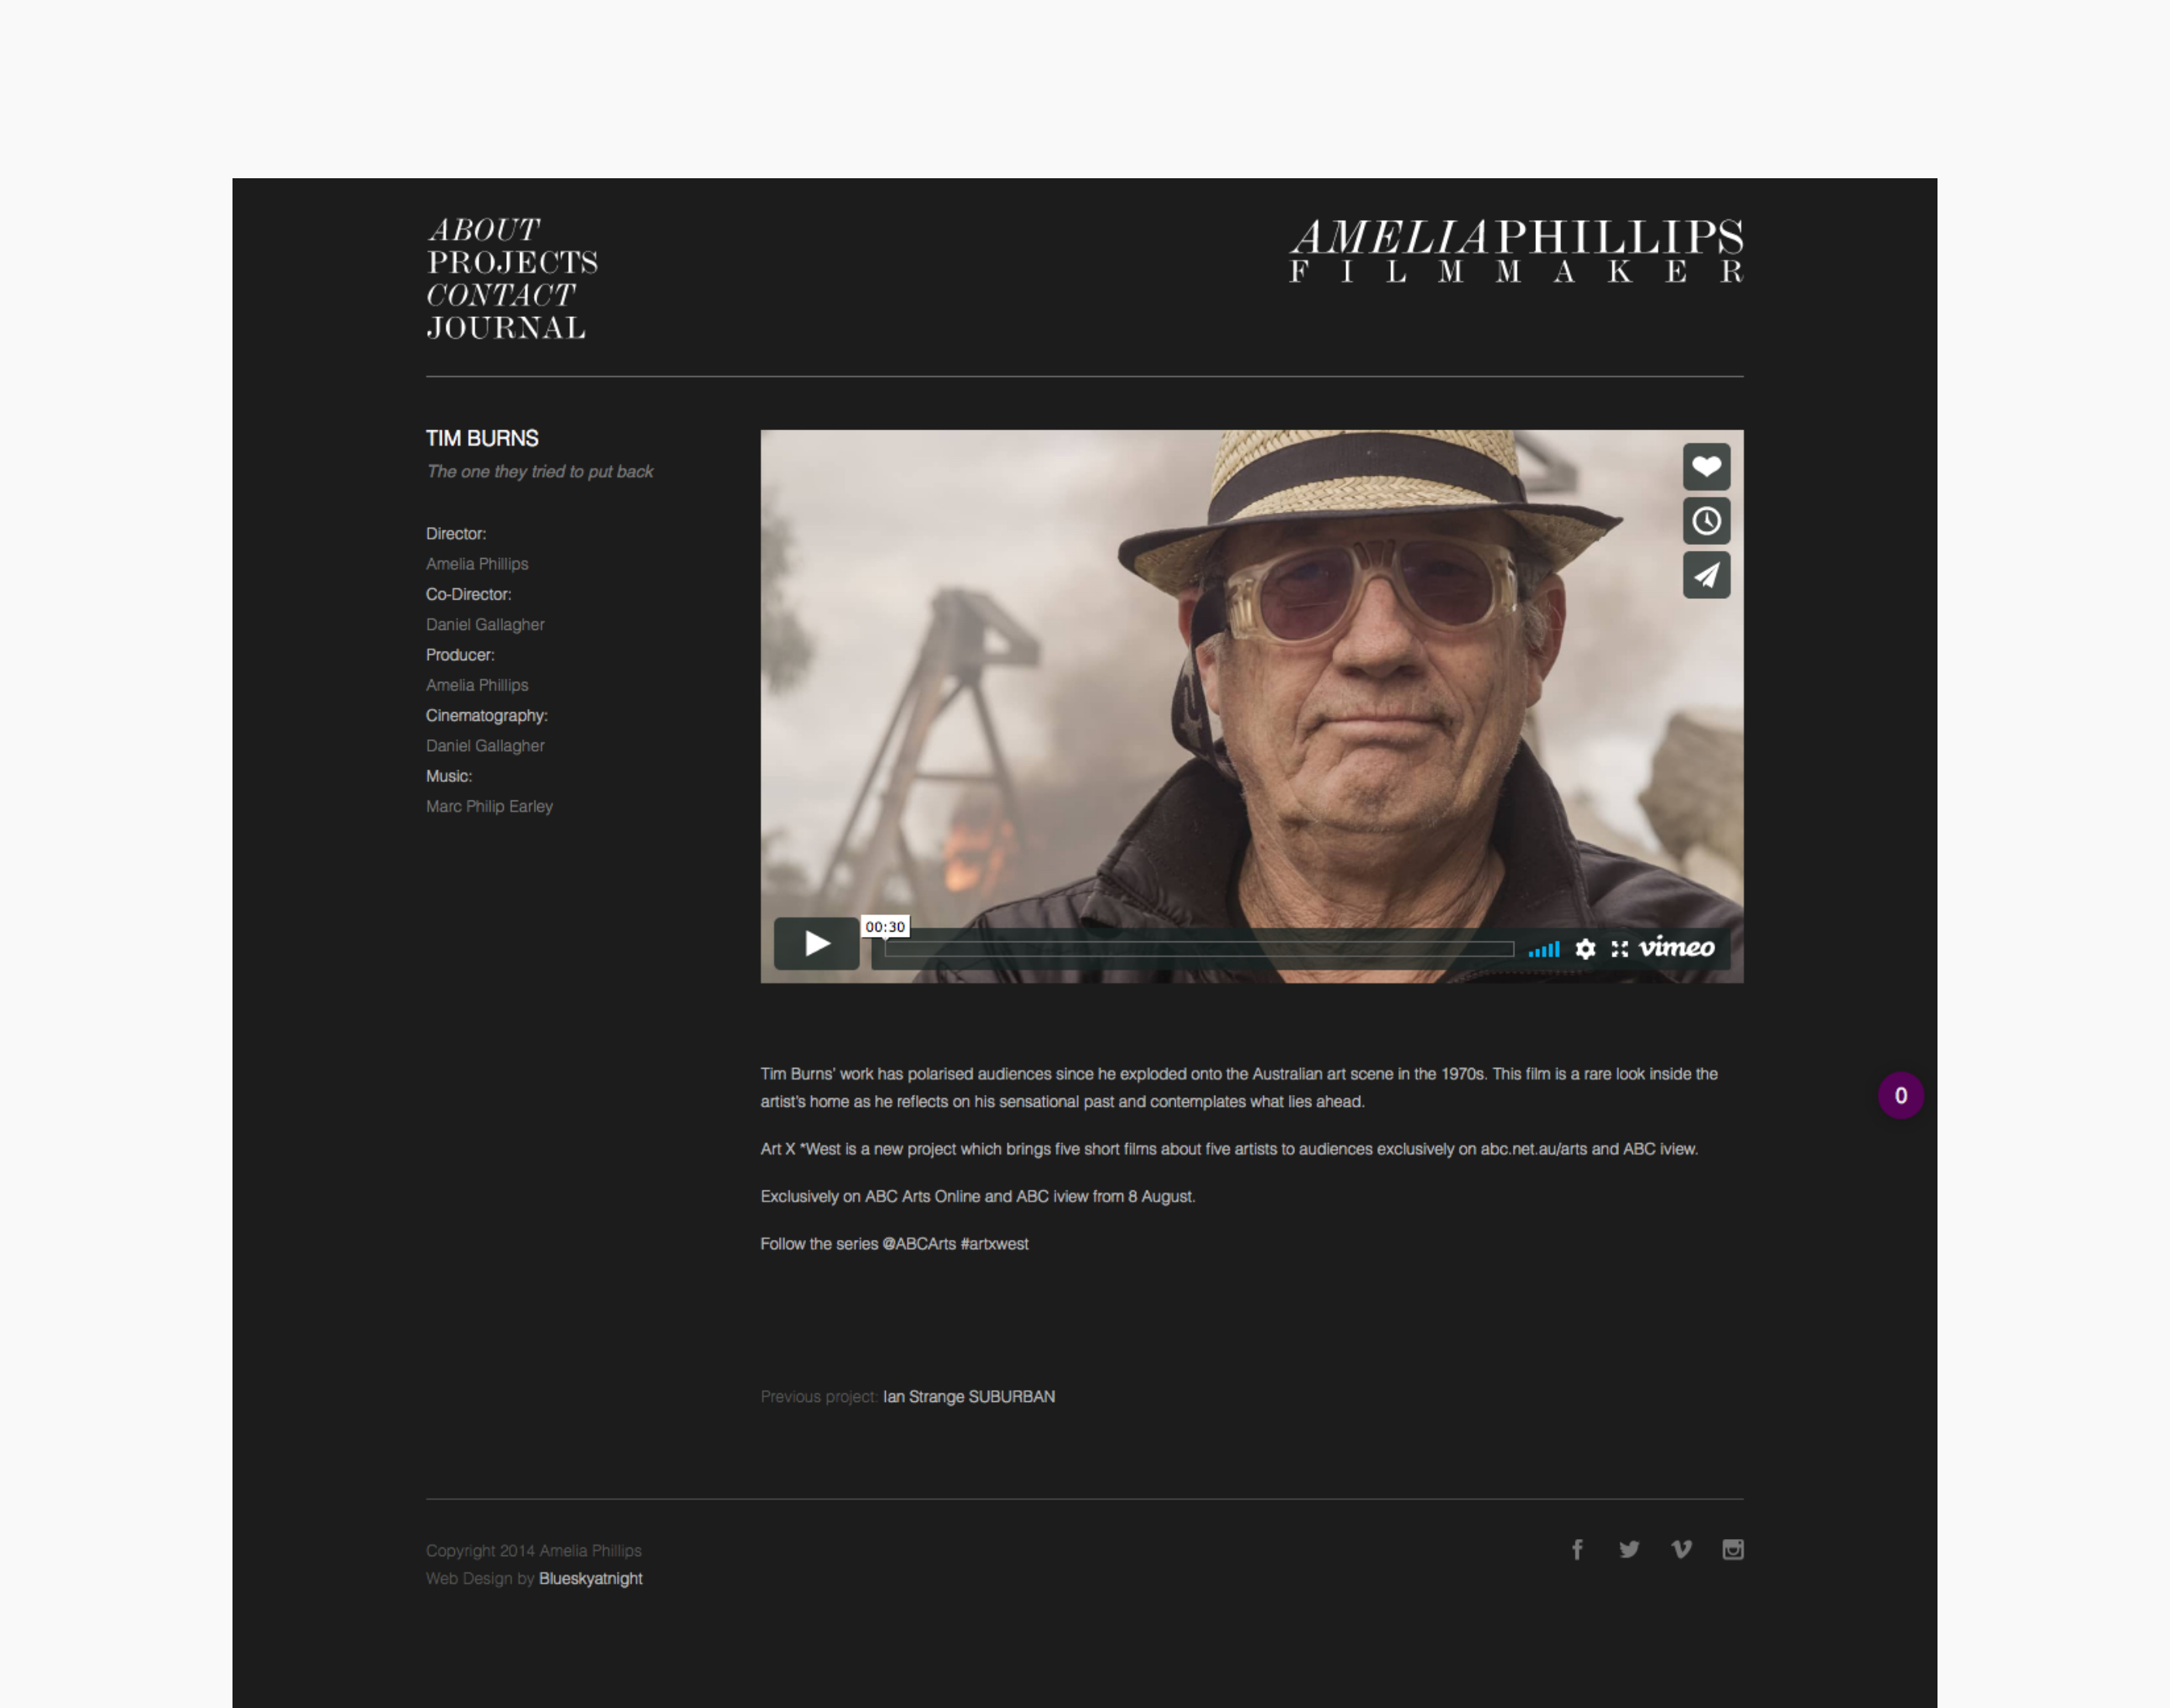 ABOUT
PROJECTS
CONTACT
JOURNAL
AMELIAPHILLIPS
FILMMAKER
TIM BURNS
The one they tried to put back
Director:
Amelia Phillips
Co-Director:
Daniel Gallagher
Producer:
Amelia Phillips
Cinematography:
Daniel Gallagher
Music:
Marc Philip Earley
00:30
vimeo
Tim Burns' work has polarised audiences since he exploded onto the Australian art scene in the 1970s. This film is a rare look inside the
artist's home as he reflects on his sensational past and contemplates what lies ahead.
Art X *West is a new project which brings five short films about five artists to audiences exclusively on abc.net.au/arts and ABC iview.
Exclusively on ABC Arts Online and ABC iview from 8 August.
Follow the series @ABCArts #artxwest
0
Previous project: Ian Strange SUBURBAN
Copyright 2014 Amelia Phillips
Web Design by Blueskyatnight